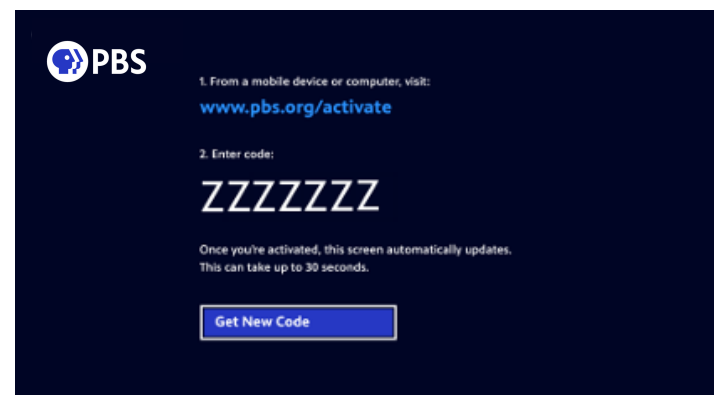 PBS
1. From a mobile device or computer, visit:
www.pbs.org/activate
2. Enter code:
ZZZZZZZ
Once you're activated, this screen automatically updates.
This can take up to 30 seconds.
Get New Code